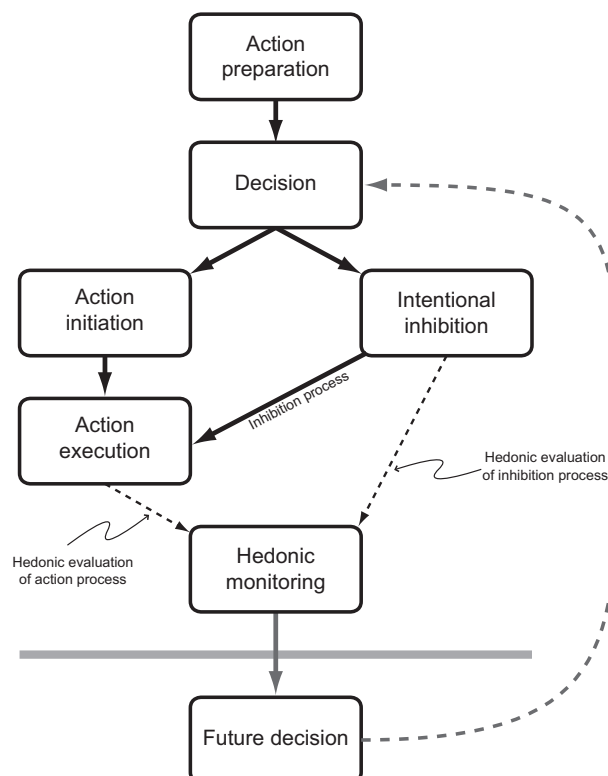 Action
preparation
Decision
Action
initiation
Intentional
inhibition
Inhibition process
Action
execution
Hedonic evaluation
of inhibition process
Hedonic evaluation
of action process
Hedonic
monitoring
Future decision